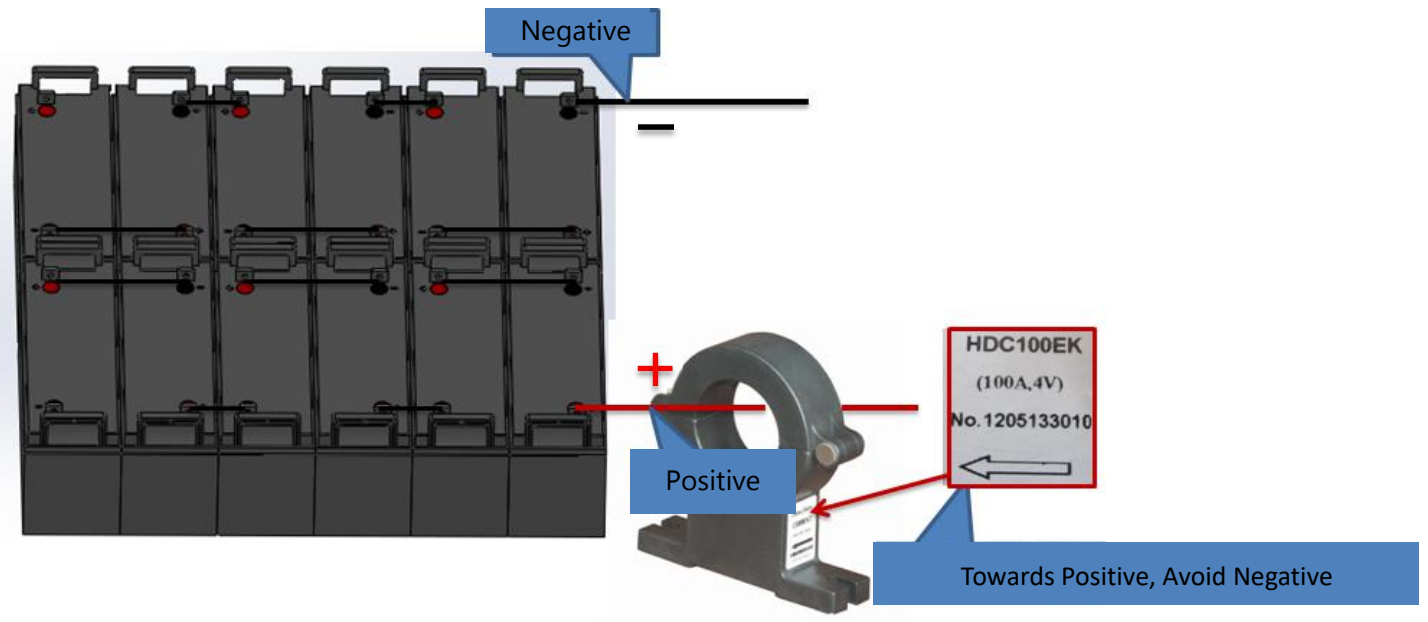 Negative
−
+
Positive
HDC100EK
(100A,4V)
No.1205133010
Towards Positive, Avoid Negative